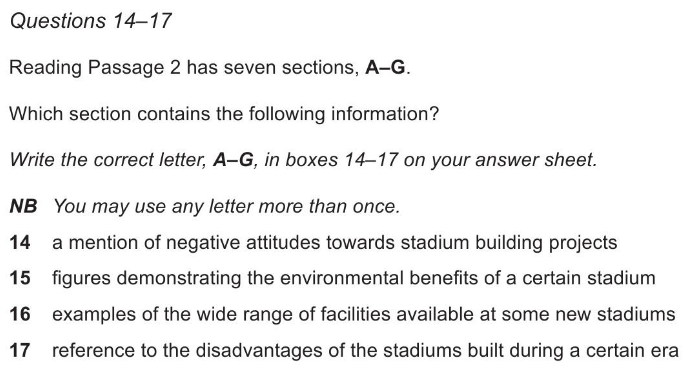 Questions 14–17
Reading Passage 2 has seven sections, A–G.
Which section contains the following information?
Write the correct letter, A–G, in boxes 14–17 on your answer sheet.
NB You may use any letter more than once.
14 a mention of negative attitudes towards stadium building projects
15 figures demonstrating the environmental benefits of a certain stadium
16 examples of the wide range of facilities available at some new stadiums
17 reference to the disadvantages of the stadiums built during a certain era